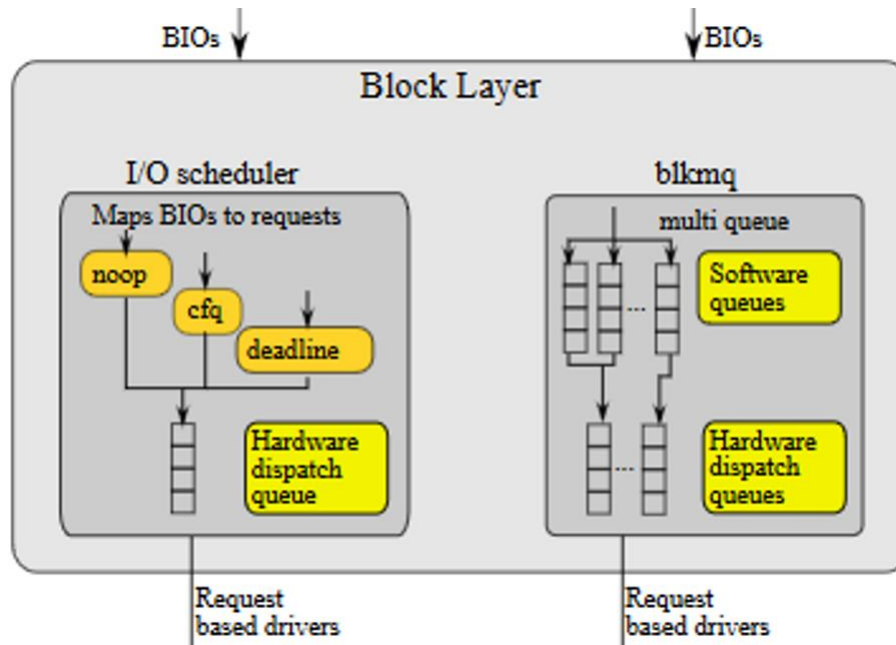 BIOs
BIOs
Block Layer
I/O scheduler
Maps BIOs to requests
noop
cfq
deadline
Hardware
dispatch
queue
blkmq
multi queue
Software
queues
...
Hardware
dispatch
queues
...
Request
based drivers
Request
based drivers